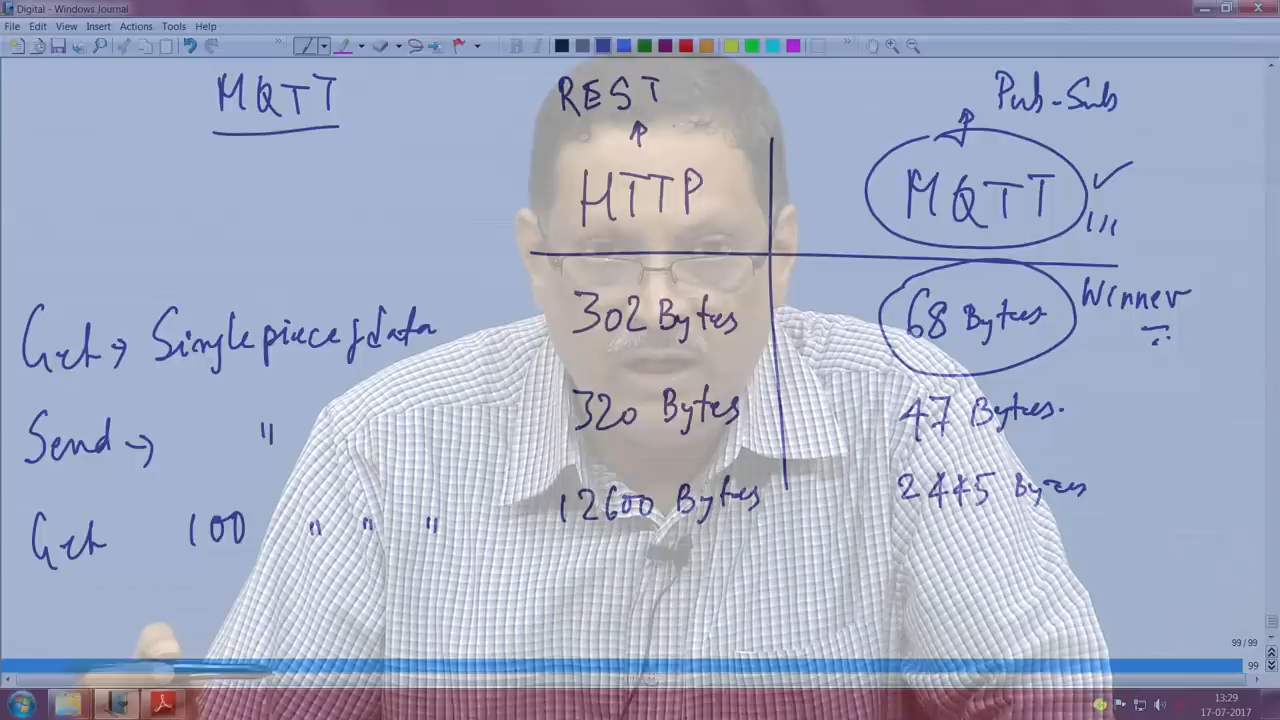 Digital - Windows Journal
File Edit View Insert Actions Tools Help
MQTT REST Pub-Sub
HTTP MQTT
Get → Single piece of data 302 Bytes 68 Bytes Winner
Send → " 320 Bytes 47 Bytes.
Get 100 " " " 12600 Bytes 2445 Bytes
99 / 99
99
13:29
17-07-2017